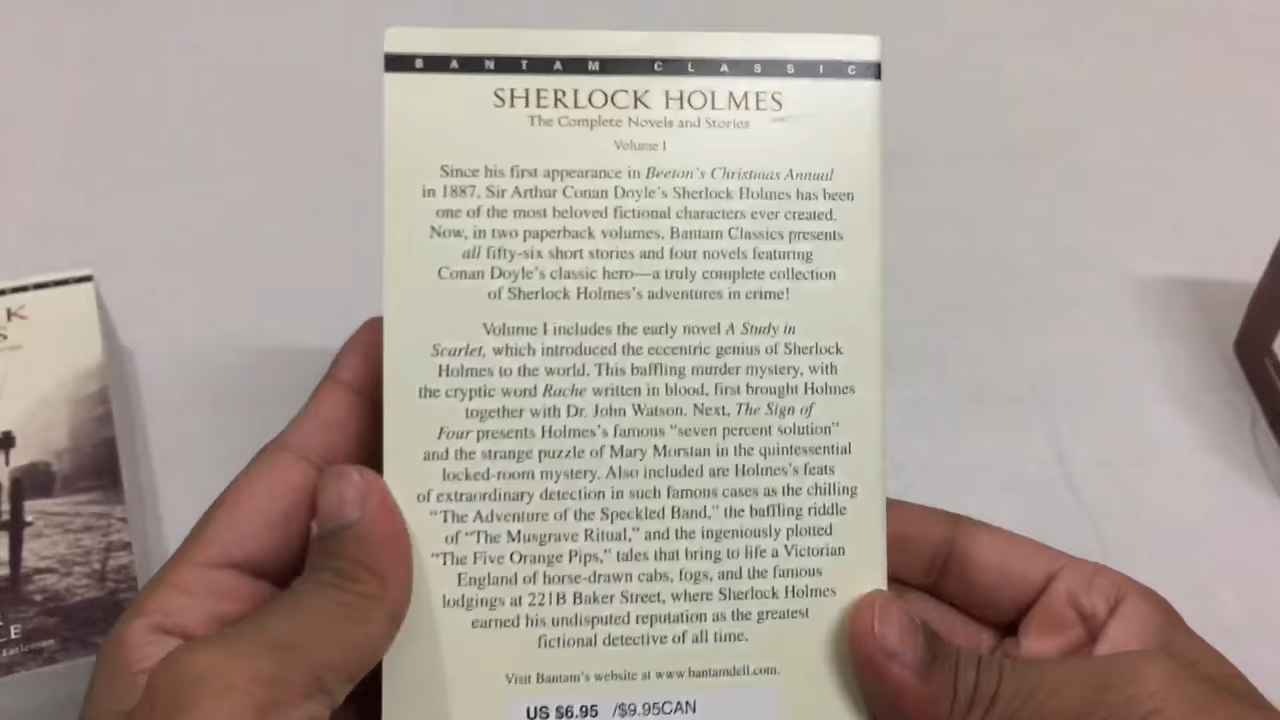 BANTAM CLASSIC
SHERLOCK HOLMES
The Complete Novels and Stories
Volume I
Since his first appearance in Beeton's Christmas Annual
in 1887, Sir Arthur Conan Doyle's Sherlock Holmes has been
one of the most beloved fictional characters ever created.
Now, in two paperback volumes, Bantam Classics presents
all fifty-six short stories and four novels featuring
Conan Doyle's classic hero—a truly complete collection
of Sherlock Holmes's adventures in crime!
Volume I includes the early novel A Study in
Scarlet, which introduced the eccentric genius of Sherlock
Holmes to the world. This baffling murder mystery, with
the cryptic word Rache written in blood, first brought Holmes
together with Dr. John Watson. Next, The Sign of
Four presents Holmes's famous “seven percent solution”
and the strange puzzle of Mary Morstan in the quintessential
locked-room mystery. Also included are Holmes's feats
of extraordinary detection in such famous cases as the chilling
“The Adventure of the Speckled Band,” the baffling riddle
of “The Musgrave Ritual,” and the ingeniously plotted
“The Five Orange Pips,” tales that bring to life a Victorian
England of horse-drawn cabs, fogs, and the famous
lodgings at 221B Baker Street, where Sherlock Holmes
earned his undisputed reputation as the greatest
fictional detective of all time.
Visit Bantam's website at www.bantamdell.com.
US $6.95 /$9.95CAN
K
S
CE